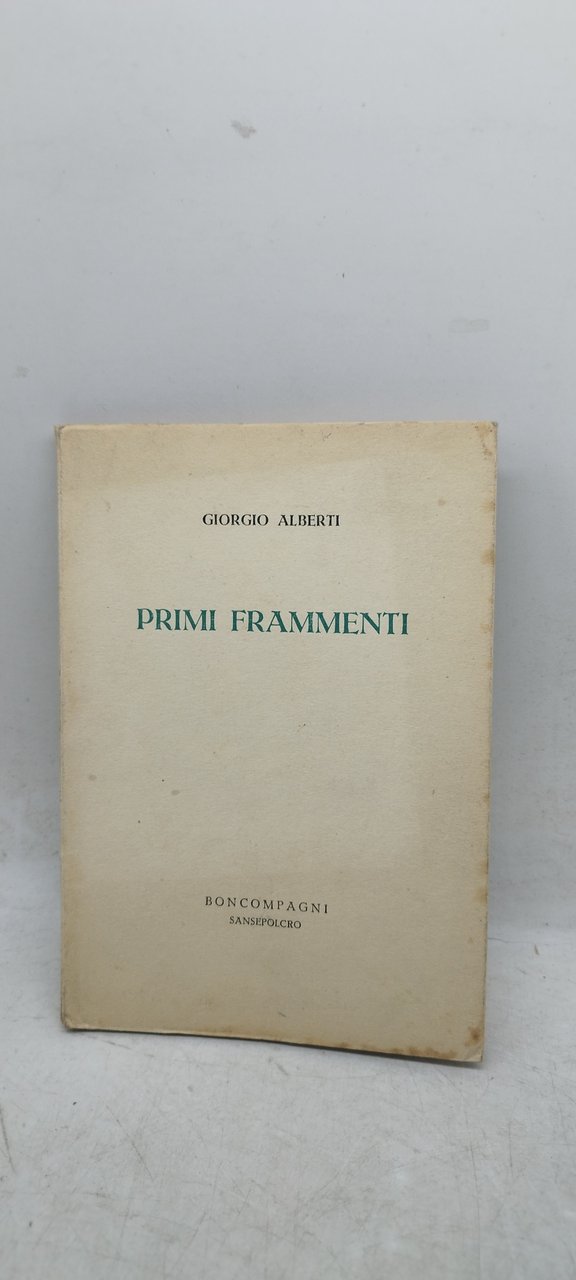 GIORGIO ALBERTI
PRIMI FRAMMENTI
BONCOMPAGNI
SANSEPOLCRO